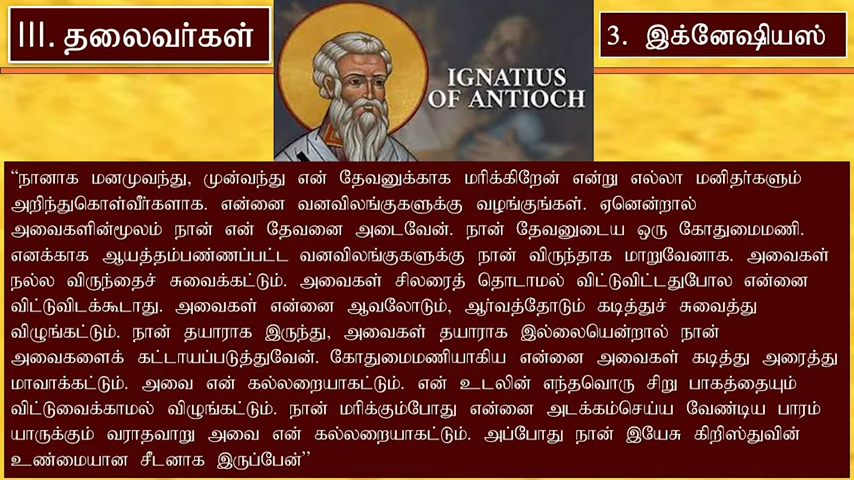 III. தலைவர்கள்
3. இக்னேஷியஸ்
IGNATIUS
OF ANTIOCH
“நானாக மனமுவந்து, முன்வந்து என் தேவனுக்காக மரிக்கிறேன் என்று எல்லா மனிதர்களும்
அறிந்துகொள்வீர்களாக. என்னை வனவிலங்குகளுக்கு வழங்குங்கள். ஏனென்றால்
அவைகளின்மூலம் நான் என் தேவனை அடைவேன். நான் தேவனுடைய ஒரு கோதுமைமணி.
எனக்காக ஆயத்தம்பண்ணப்பட்ட வனவிலங்குகளுக்கு நான் விருந்தாக மாறுவேனாக. அவைகள்
நல்ல விருந்தைச் சுவைக்கட்டும். அவைகள் சிலரைத் தொடாமல் விட்டுவிட்டதுபோல என்னை
விட்டுவிடக்கூடாது. அவைகள் என்னை ஆவலோடும், ஆர்வத்தோடும் கடித்துச் சுவைத்து
விழுங்கட்டும். நான் தயாராக இருந்து, அவைகள் தயாராக இல்லையென்றால் நான்
அவைகளைக் கட்டாயப்படுத்துவேன். கோதுமைமணியாகிய என்னை அவைகள் கடித்து அரைத்து
மாவாக்கட்டும். அவை என் கல்லறையாகட்டும். என் உடலின் எந்தவொரு சிறு பாகத்தையும்
விட்டுவைக்காமல் விழுங்கட்டும். நான் மரிக்கும்போது என்னை அடக்கம்செய்ய வேண்டிய பாரம்
யாருக்கும் வராதவாறு அவை என் கல்லறையாகட்டும். அப்போது நான் இயேசு கிறிஸ்துவின்
உண்மையான சீடனாக இருப்பேன்”